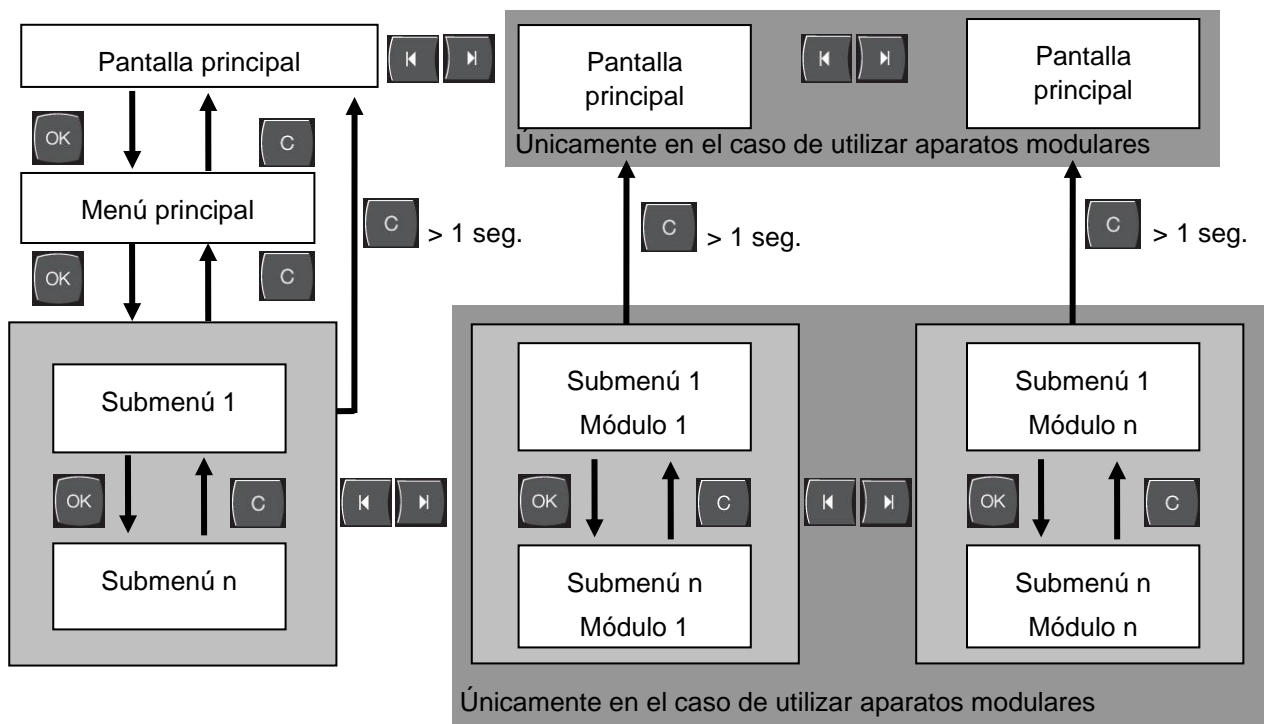 Pantalla principal
Pantalla
principal
Pantalla
principal
Únicamente en el caso de utilizar aparatos modulares
OK
C
Menú principal
C
> 1 seg.
C
> 1 seg.
C
> 1 seg.
OK
C
Submenú 1
Submenú 1
Módulo 1
Submenú 1
Módulo n
OK
C
OK
C
OK
C
Submenú n
Submenú n
Módulo 1
Submenú n
Módulo n
Únicamente en el caso de utilizar aparatos modulares